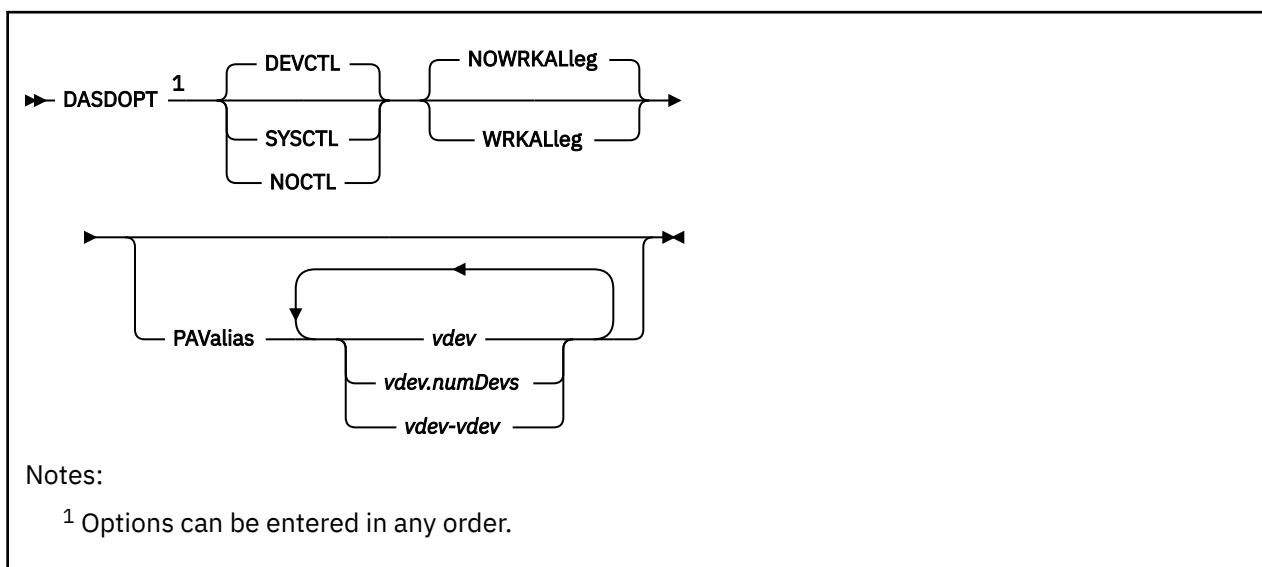 DEVCTL NOWRKALleg
DASDOPT 1
SYSCTL WRKALleg
NOCTL
PAValias vdev
vdev.numDevs
vdev-vdev
Notes:
1 Options can be entered in any order.